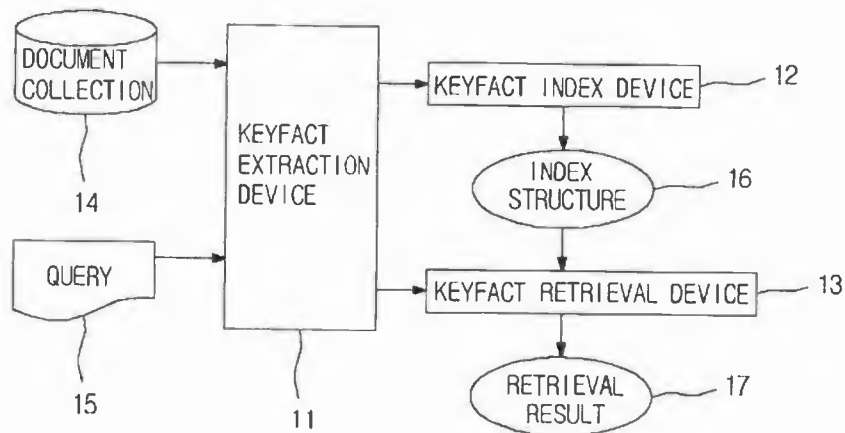 DOCUMENT
COLLECTION
14
KEYFACT
EXTRACTION
DEVICE
11
KEYFACT INDEX DEVICE
12
INDEX
STRUCTURE
16
QUERY
15
KEYFACT RETRIEVAL DEVICE
13
RETRIEVAL
RESULT
17